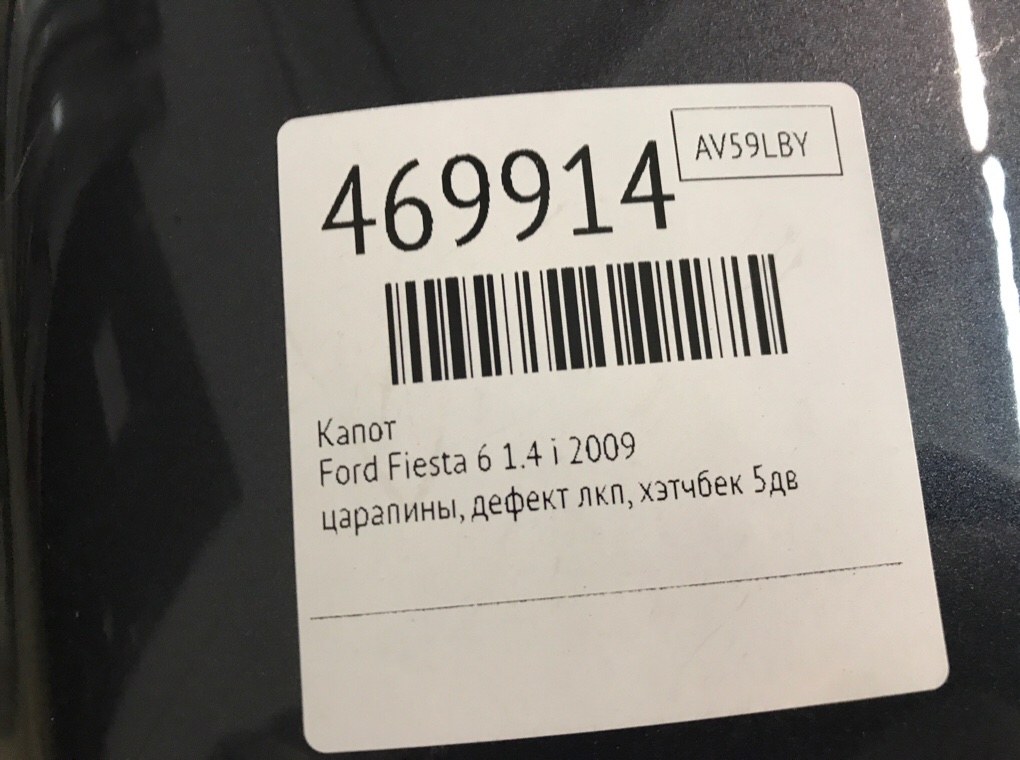 AV59LBY
469914
Капот
Ford Fiesta 6 1.4 i 2009
царапины, дефект лкп, хэтчбек 5дв